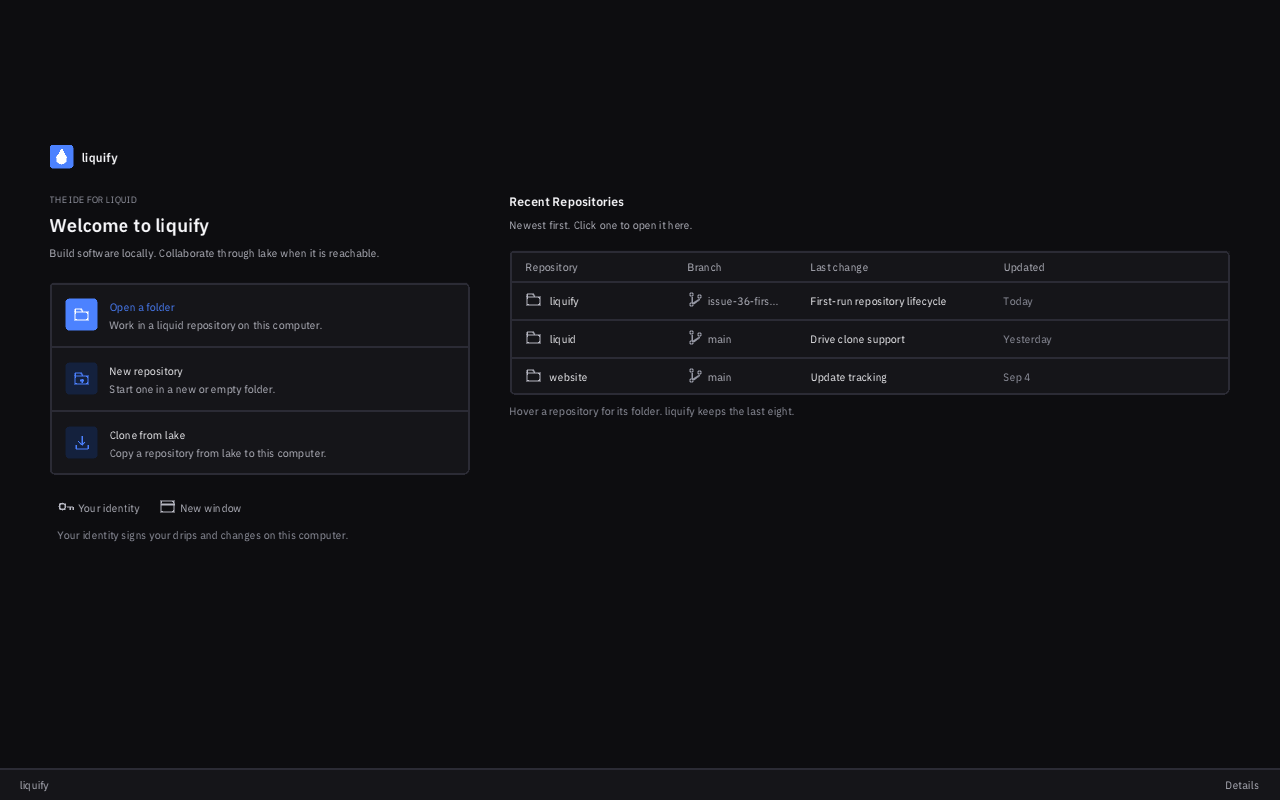 liquify
THE IDE FOR LIQUID
Welcome to liquify
Build software locally. Collaborate through lake when it is reachable.
Open a folder
Work in a liquid repository on this computer.
New repository
Start one in a new or empty folder.
Clone from lake
Copy a repository from lake to this computer.
Your identity New window
Your identity signs your drips and changes on this computer.
Recent Repositories
Newest first. Click one to open it here.
Repository Branch Last change Updated
liquify issue-36-firs... First-run repository lifecycle Today
liquid main Drive clone support Yesterday
website main Update tracking Sep 4
Hover a repository for its folder. liquify keeps the last eight.
liquify Details